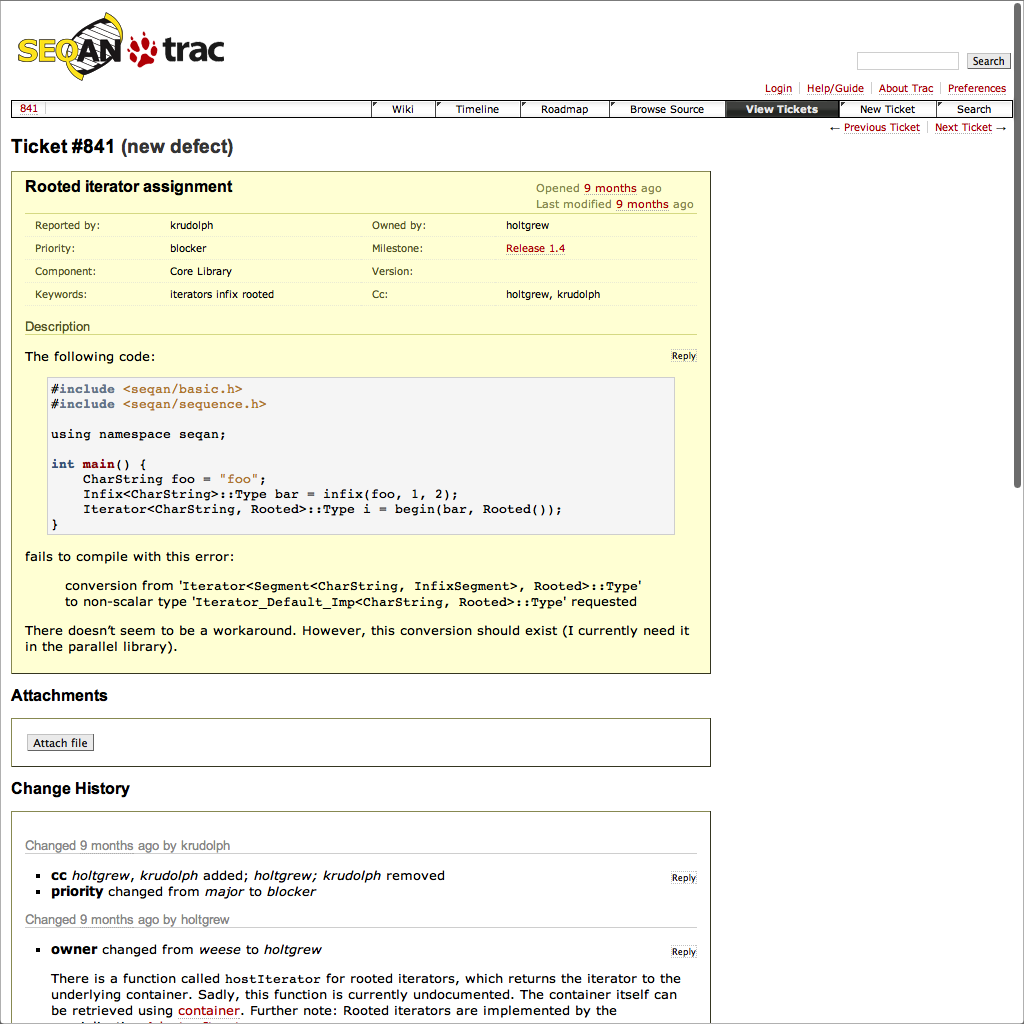 SEQAN trac
Search
Login Help/Guide About Trac Preferences
841 Wiki Timeline Roadmap Browse Source View Tickets New Ticket Search
← Previous Ticket Next Ticket →
Ticket #841 (new defect)
Rooted iterator assignment
Opened 9 months ago
Last modified 9 months ago
Reported by: krudolph Owned by: holtgrew
Priority: blocker Milestone: Release 1.4
Component: Core Library Version:
Keywords: iterators infix rooted Cc: holtgrew, krudolph
Description
The following code: Reply
#include <seqan/basic.h>
#include <seqan/sequence.h>
using namespace seqan;
int main() {
    CharString foo = "foo";
    Infix<CharString>::Type bar = infix(foo, 1, 2);
    Iterator<CharString, Rooted>::Type i = begin(bar, Rooted());
}
fails to compile with this error:
conversion from 'Iterator<Segment<CharString, InfixSegment>, Rooted>::Type'
to non-scalar type 'Iterator_Default_Imp<CharString, Rooted>::Type' requested
There doesn’t seem to be a workaround. However, this conversion should exist (I currently need it
in the parallel library).
Attachments
Attach file
Change History
Changed 9 months ago by krudolph
▪ cc holtgrew, krudolph added; holtgrew; krudolph removed Reply
▪ priority changed from major to blocker
Changed 9 months ago by holtgrew
▪ owner changed from weese to holtgrew Reply
There is a function called hostIterator for rooted iterators, which returns the iterator to the
underlying container. Sadly, this function is currently undocumented. The container itself can
be retrieved using container. Further note: Rooted iterators are implemented by the